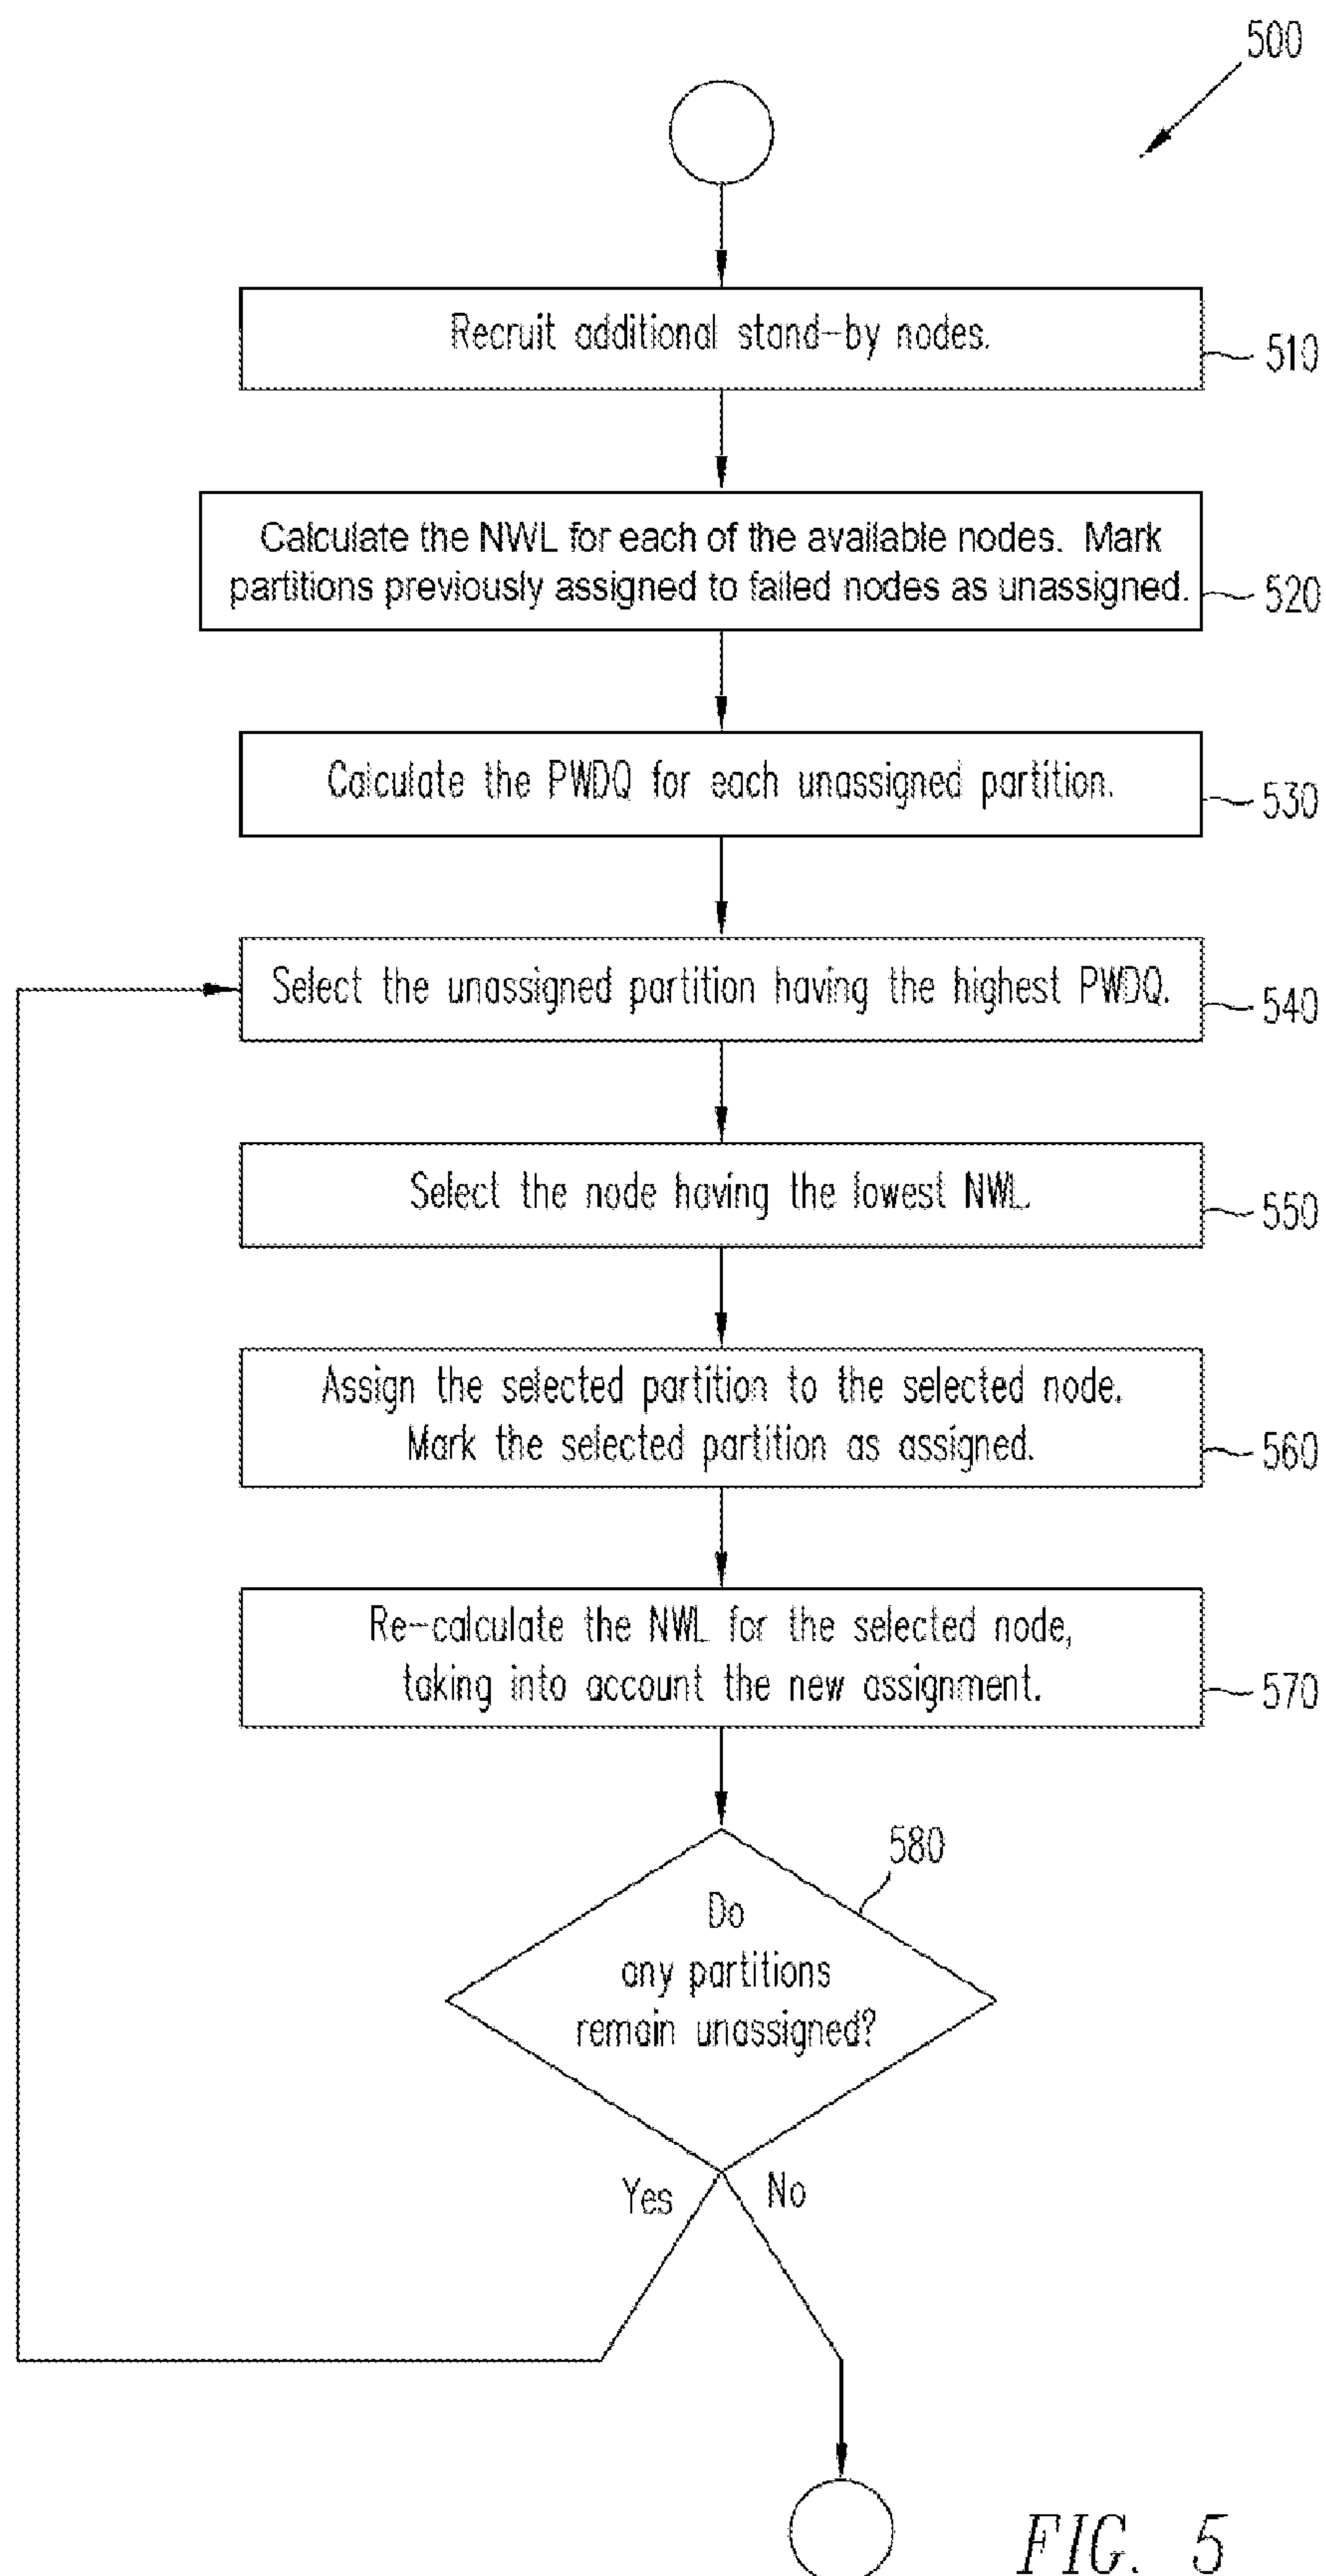 500
Recruit additional stand-by nodes.
510
Calculate the NWL for each of the available nodes. Mark
partitions previously assigned to failed nodes as unassigned.
520
Calculate the PWDQ for each unassigned partition.
530
Select the unassigned partition having the highest PWDQ.
540
Select the node having the lowest NWL.
550
Assign the selected partition to the selected node.
Mark the selected partition as assigned.
560
Re-calculate the NWL for the selected node,
taking into account the new assignment.
570
580
Do
any partitions
remain unassigned?
Yes
No
FIG. 5